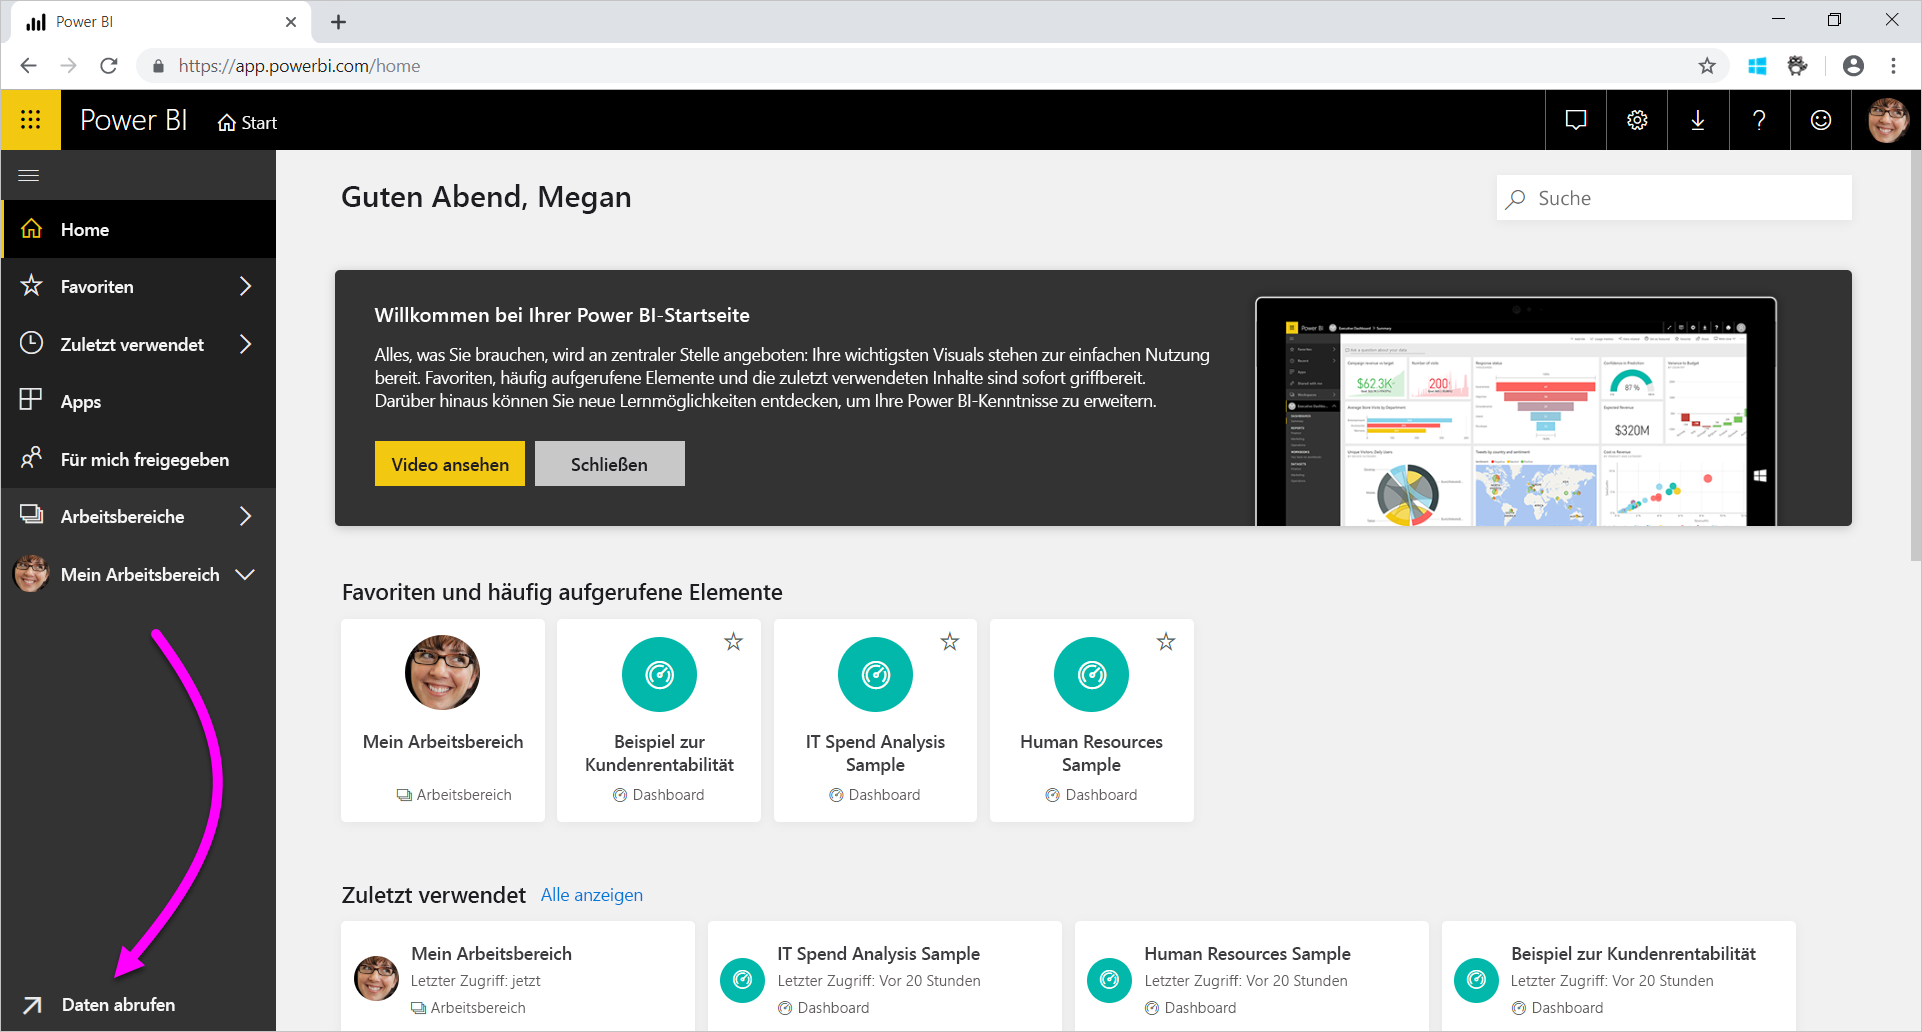 Power BI
https://app.powerbi.com/home
Power BI
Start
Home
Favoriten
Zuletzt verwendet
Apps
Für mich freigegeben
Arbeitsbereiche
Mein Arbeitsbereich
Daten abrufen
Guten Abend, Megan
Suche
Willkommen bei Ihrer Power BI-Startseite
Alles, was Sie brauchen, wird an zentraler Stelle angeboten: Ihre wichtigsten Visuals stehen zur einfachen Nutzung
bereit. Favoriten, häufig aufgerufene Elemente und die zuletzt verwendeten Inhalte sind sofort griffbereit.
Darüber hinaus können Sie neue Lernmöglichkeiten entdecken, um Ihre Power BI-Kenntnisse zu erweitern.
Video ansehen
Schließen
Power BI
$62.3K
200
87 %
$320M
Favoriten und häufig aufgerufene Elemente
Mein Arbeitsbereich
Arbeitsbereich
Beispiel zur
Kundenrentabilität
Dashboard
IT Spend Analysis
Sample
Dashboard
Human Resources
Sample
Dashboard
Zuletzt verwendet
Alle anzeigen
Mein Arbeitsbereich
Letzter Zugriff: jetzt
Arbeitsbereich
IT Spend Analysis Sample
Letzter Zugriff: Vor 20 Stunden
Dashboard
Human Resources Sample
Letzter Zugriff: Vor 20 Stunden
Dashboard
Beispiel zur Kundenrentabilität
Letzter Zugriff: Vor 20 Stunden
Dashboard